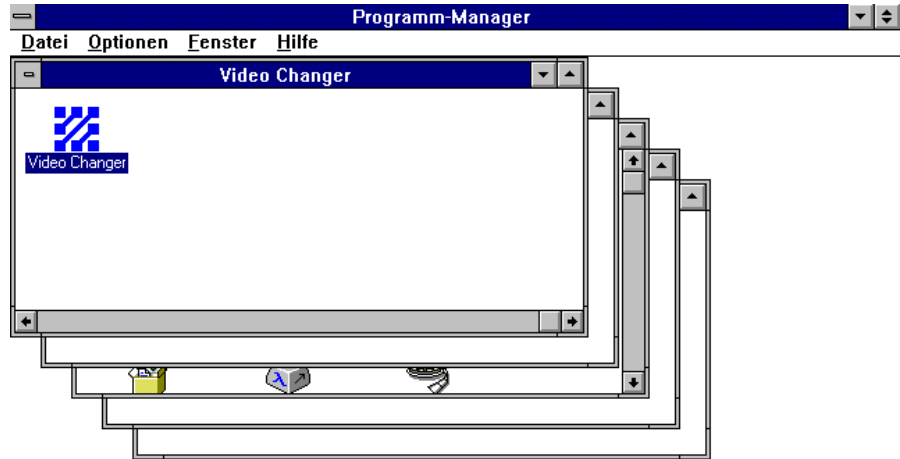 Programm-Manager
Datei Optionen Fenster Hilfe
Video Changer
Video Changer
λ